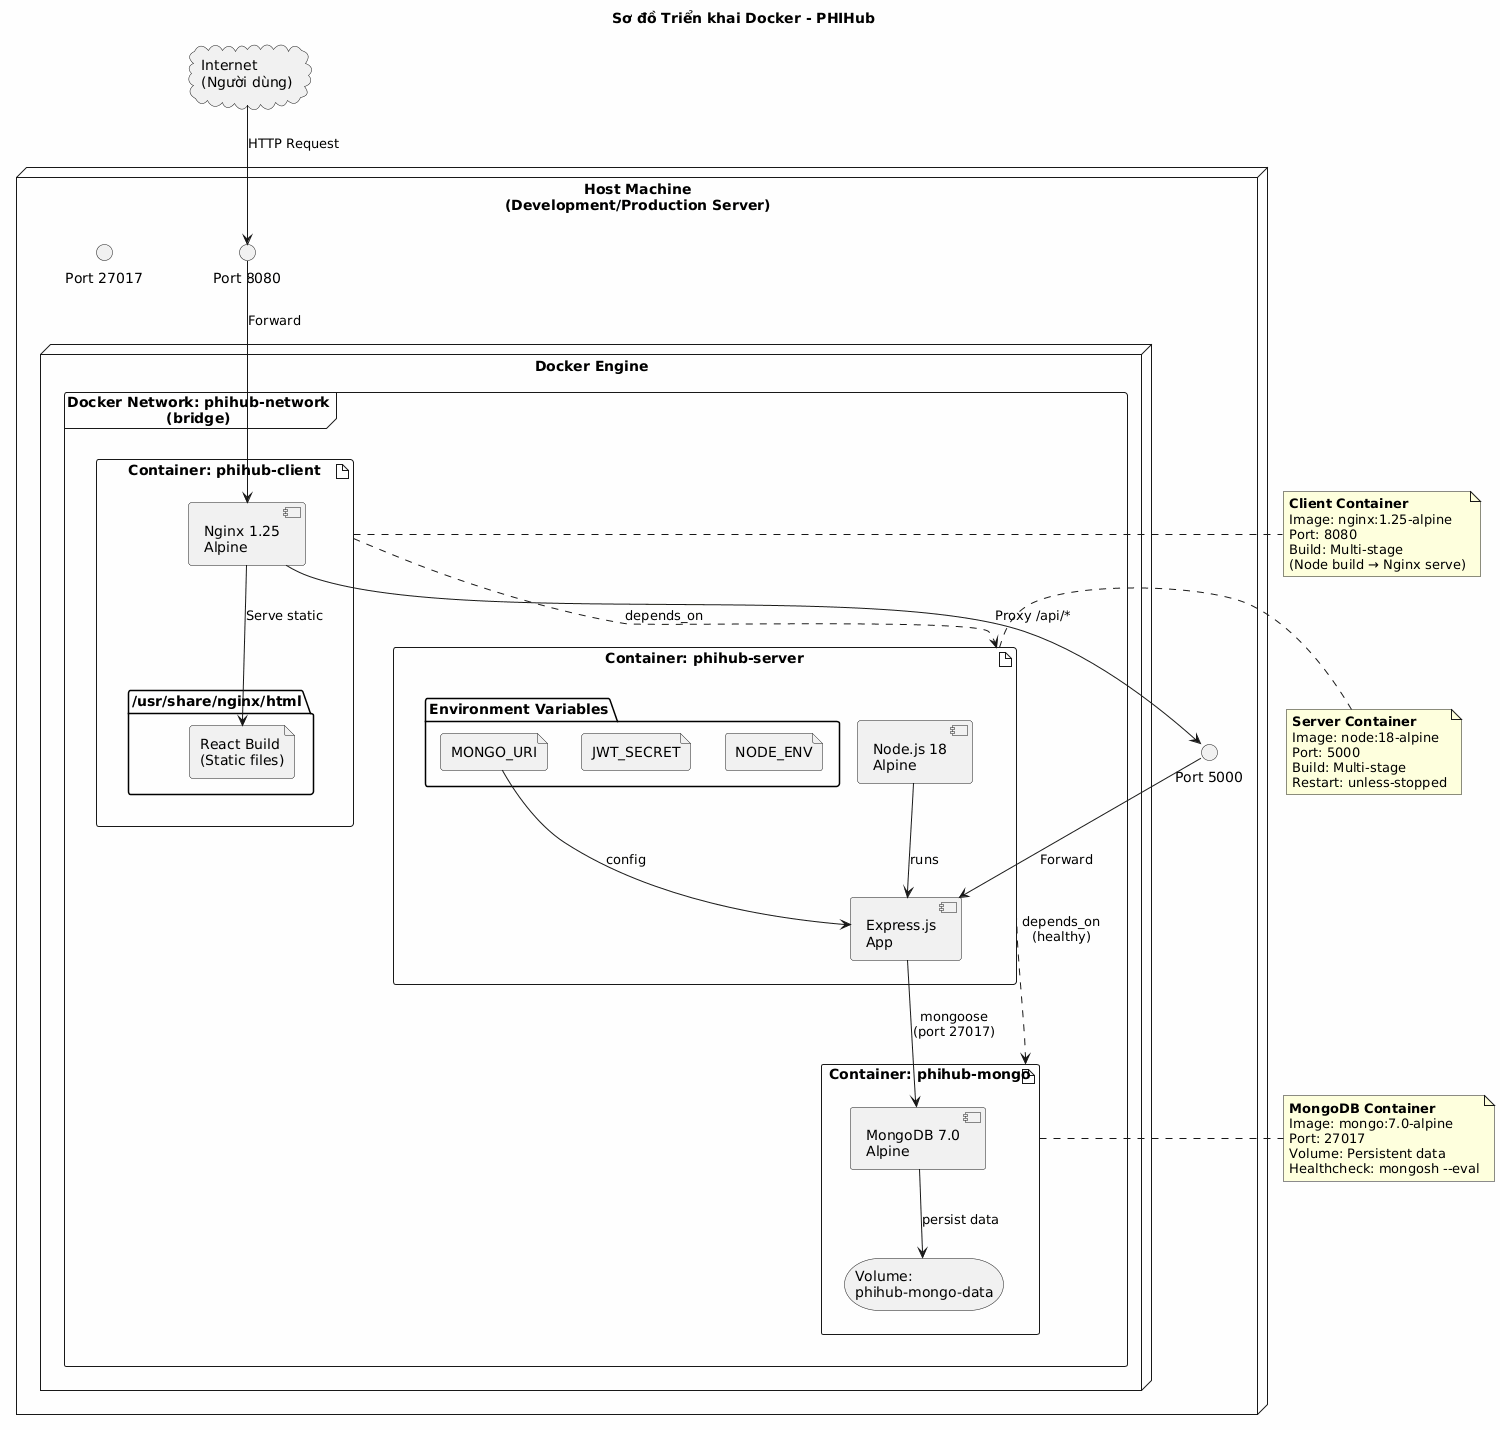 Sơ đồ Triển khai Docker - PHIHub
Internet
(Người dùng)
HTTP Request
Host Machine
(Development/Production Server)
Port 27017
Port 8080
Forward
Docker Engine
Docker Network: phihub-network
(bridge)
Container: phihub-client
Nginx 1.25
Alpine
Client Container
Image: nginx:1.25-alpine
Port: 8080
Build: Multi-stage
(Node build → Nginx serve)
Serve static
depends_on
Proxy /api/*
Container: phihub-server
/usr/share/nginx/html
React Build
(Static files)
Environment Variables
MONGO_URI
JWT_SECRET
NODE_ENV
Node.js 18
Alpine
Port 5000
Server Container
Image: node:18-alpine
Port: 5000
Build: Multi-stage
Restart: unless-stopped
config
runs
Forward
Express.js
App
depends_on
(healthy)
mongoose
(port 27017)
Container: phihub-mongo
MongoDB 7.0
Alpine
MongoDB Container
Image: mongo:7.0-alpine
Port: 27017
Volume: Persistent data
Healthcheck: mongosh --eval
persist data
Volume:
phihub-mongo-data